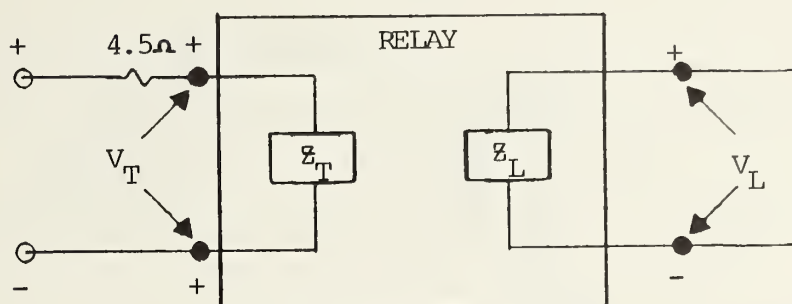 RELAY
+ 4.5Ω + +
Z_T Z_L
V_T V_L
- + -